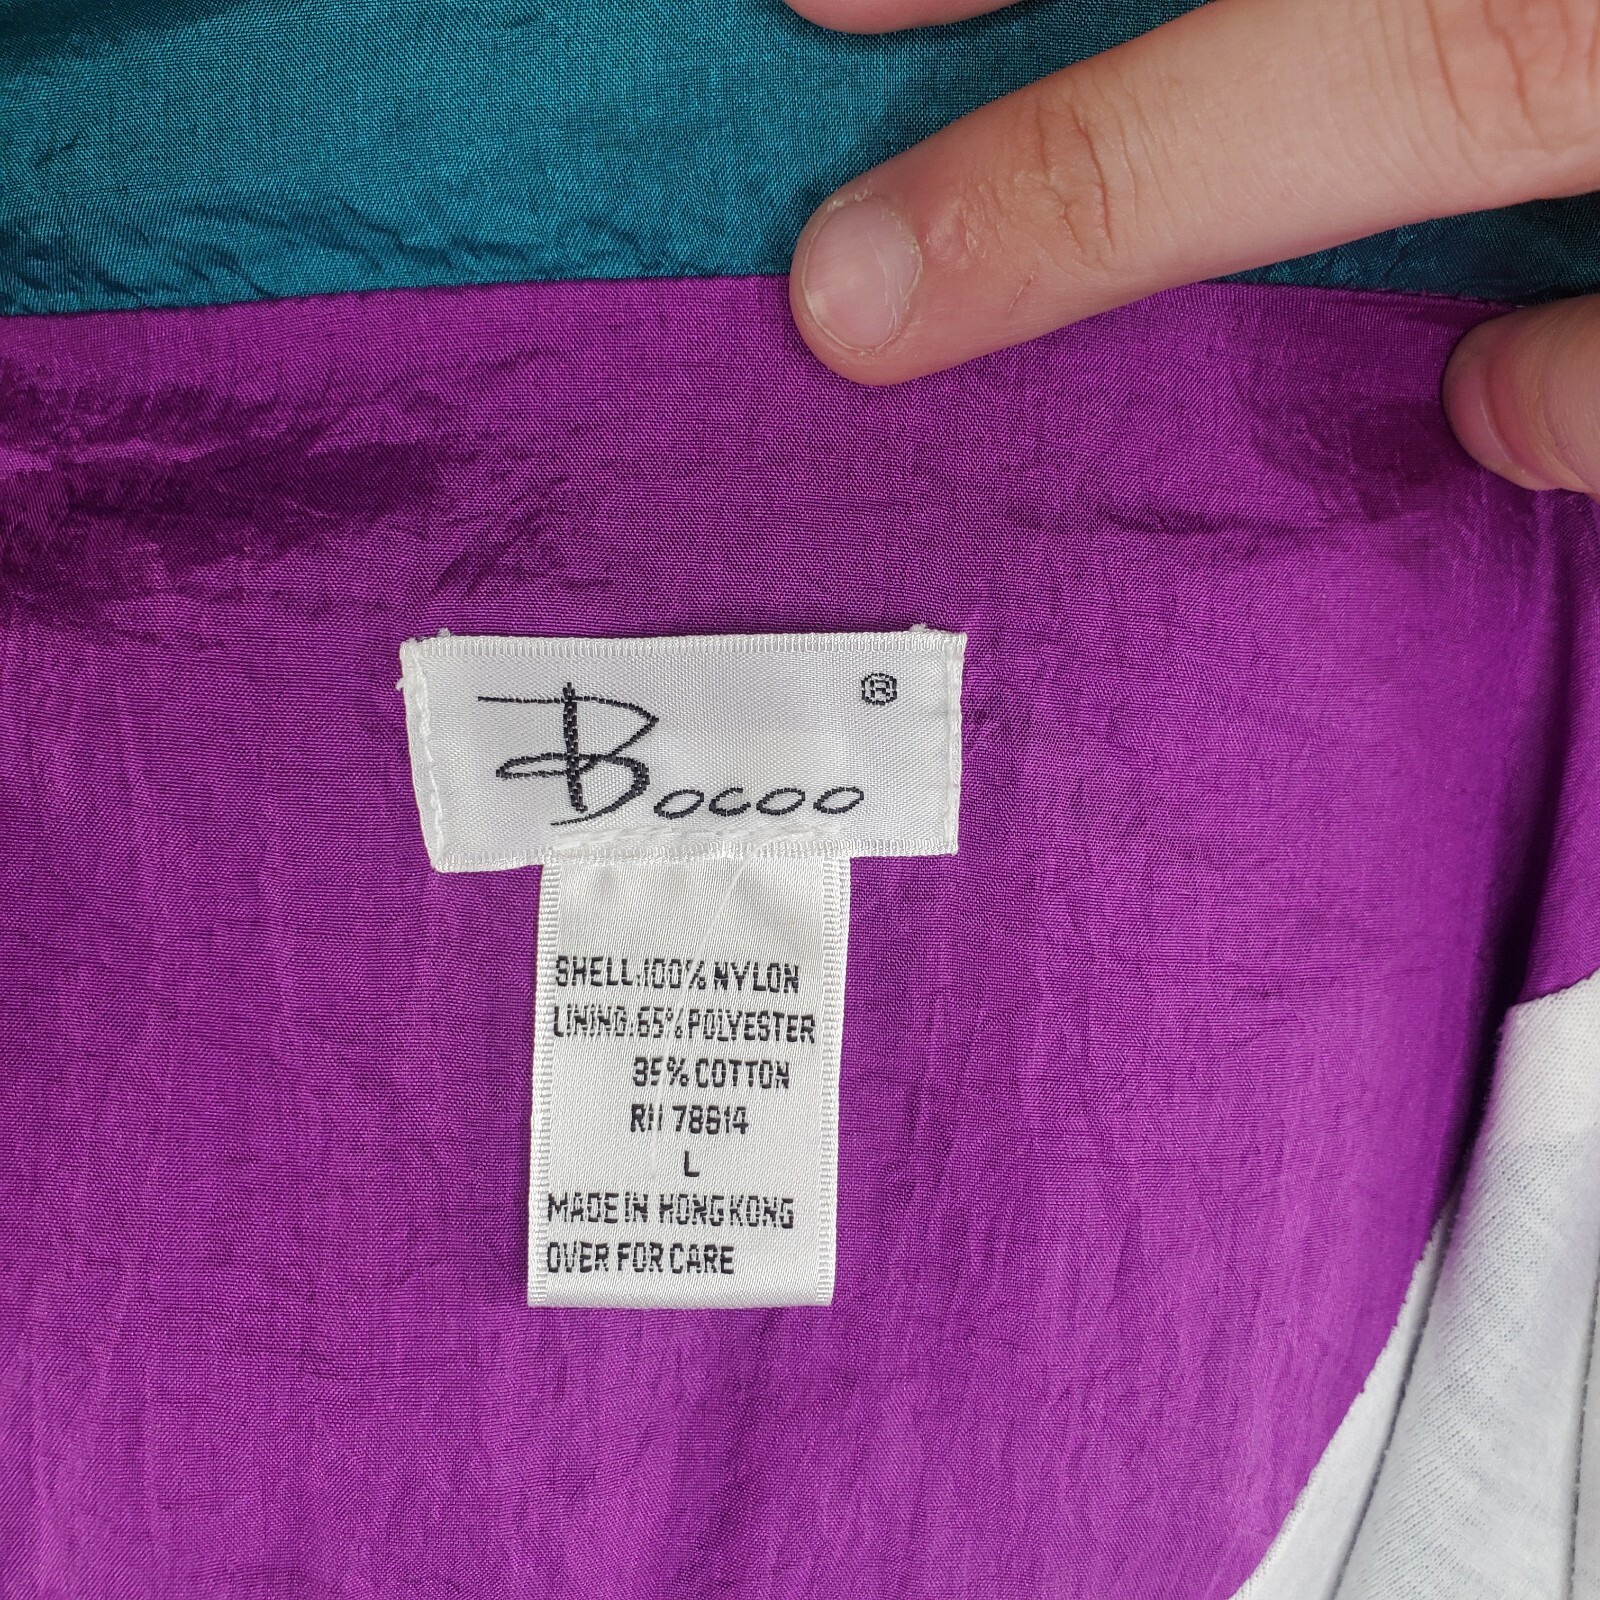 Bocoo ®
SHELL:100% NYLON
LINING:65% POLYESTER
35% COTTON
RN 78614
L
MADE IN HONG KONG
OVER FOR CARE